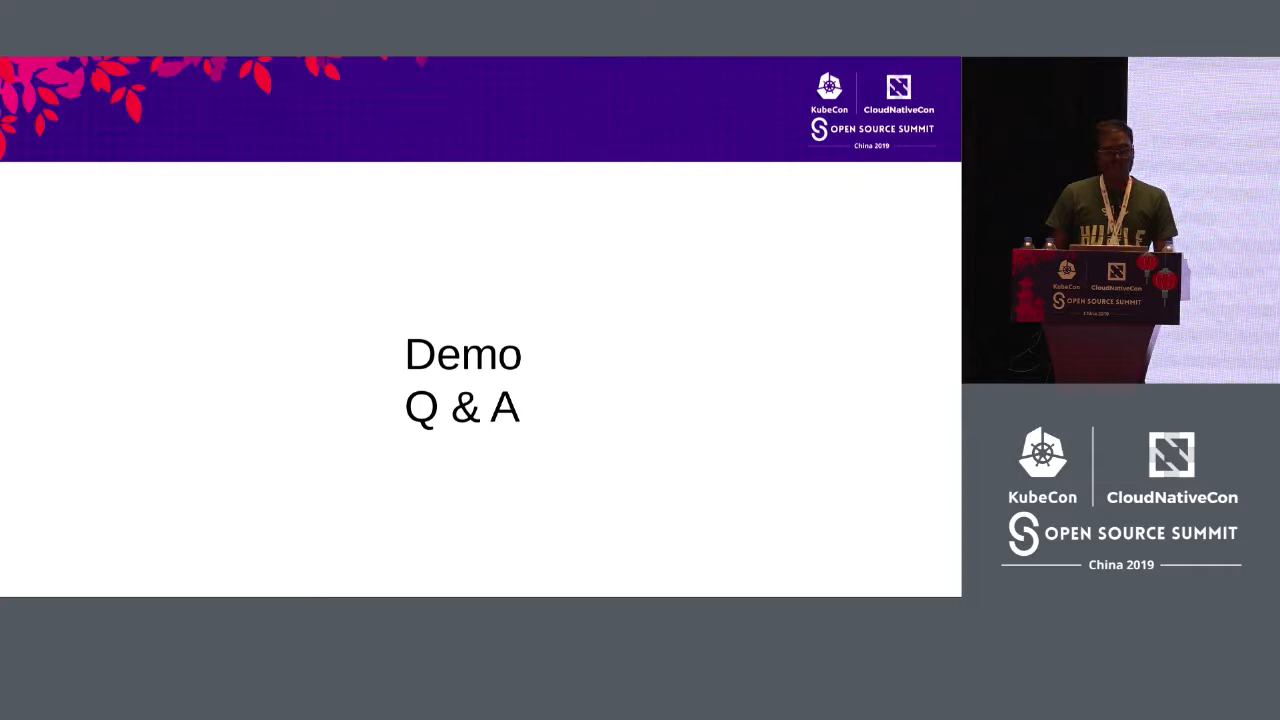 KubeCon
CloudNativeCon
OPEN SOURCE SUMMIT
China 2019
Demo
Q & A
HUMBLE
KubeCon
CloudNativeCon
OPEN SOURCE SUMMIT
China 2019
KubeCon
CloudNativeCon
OPEN SOURCE SUMMIT
China 2019